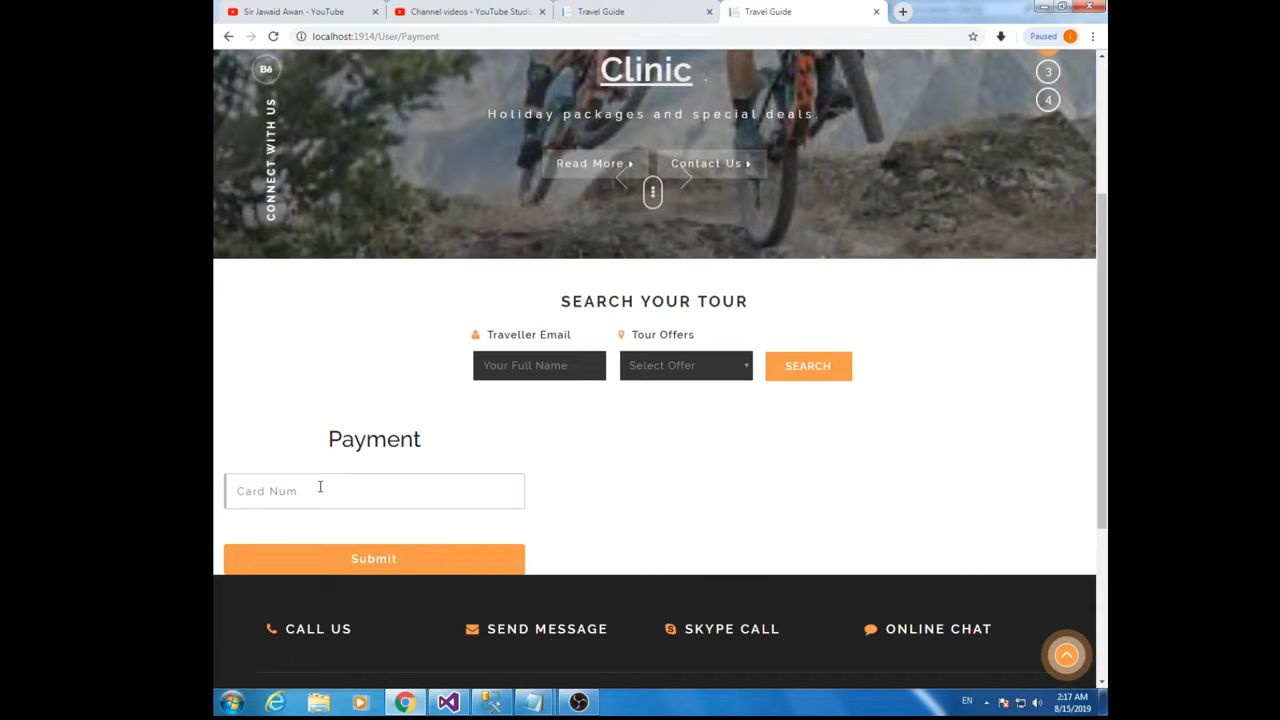 Sir Jawaid Awan - YouTube
Channel videos - YouTube Studi
Travel Guide
Travel Guide
localhost:1914/User/Payment
Paused
i
Bē
CONNECT WITH US
Clinic .
3
4
Holiday packages and special deals.
Read More
Contact Us
SEARCH YOUR TOUR
Traveller Email
Tour Offers
Your Full Name
Select Offer
SEARCH
Payment
Card Num.
Submit
CALL US
SEND MESSAGE
SKYPE CALL
ONLINE CHAT
EN
2:17 AM
8/15/2019